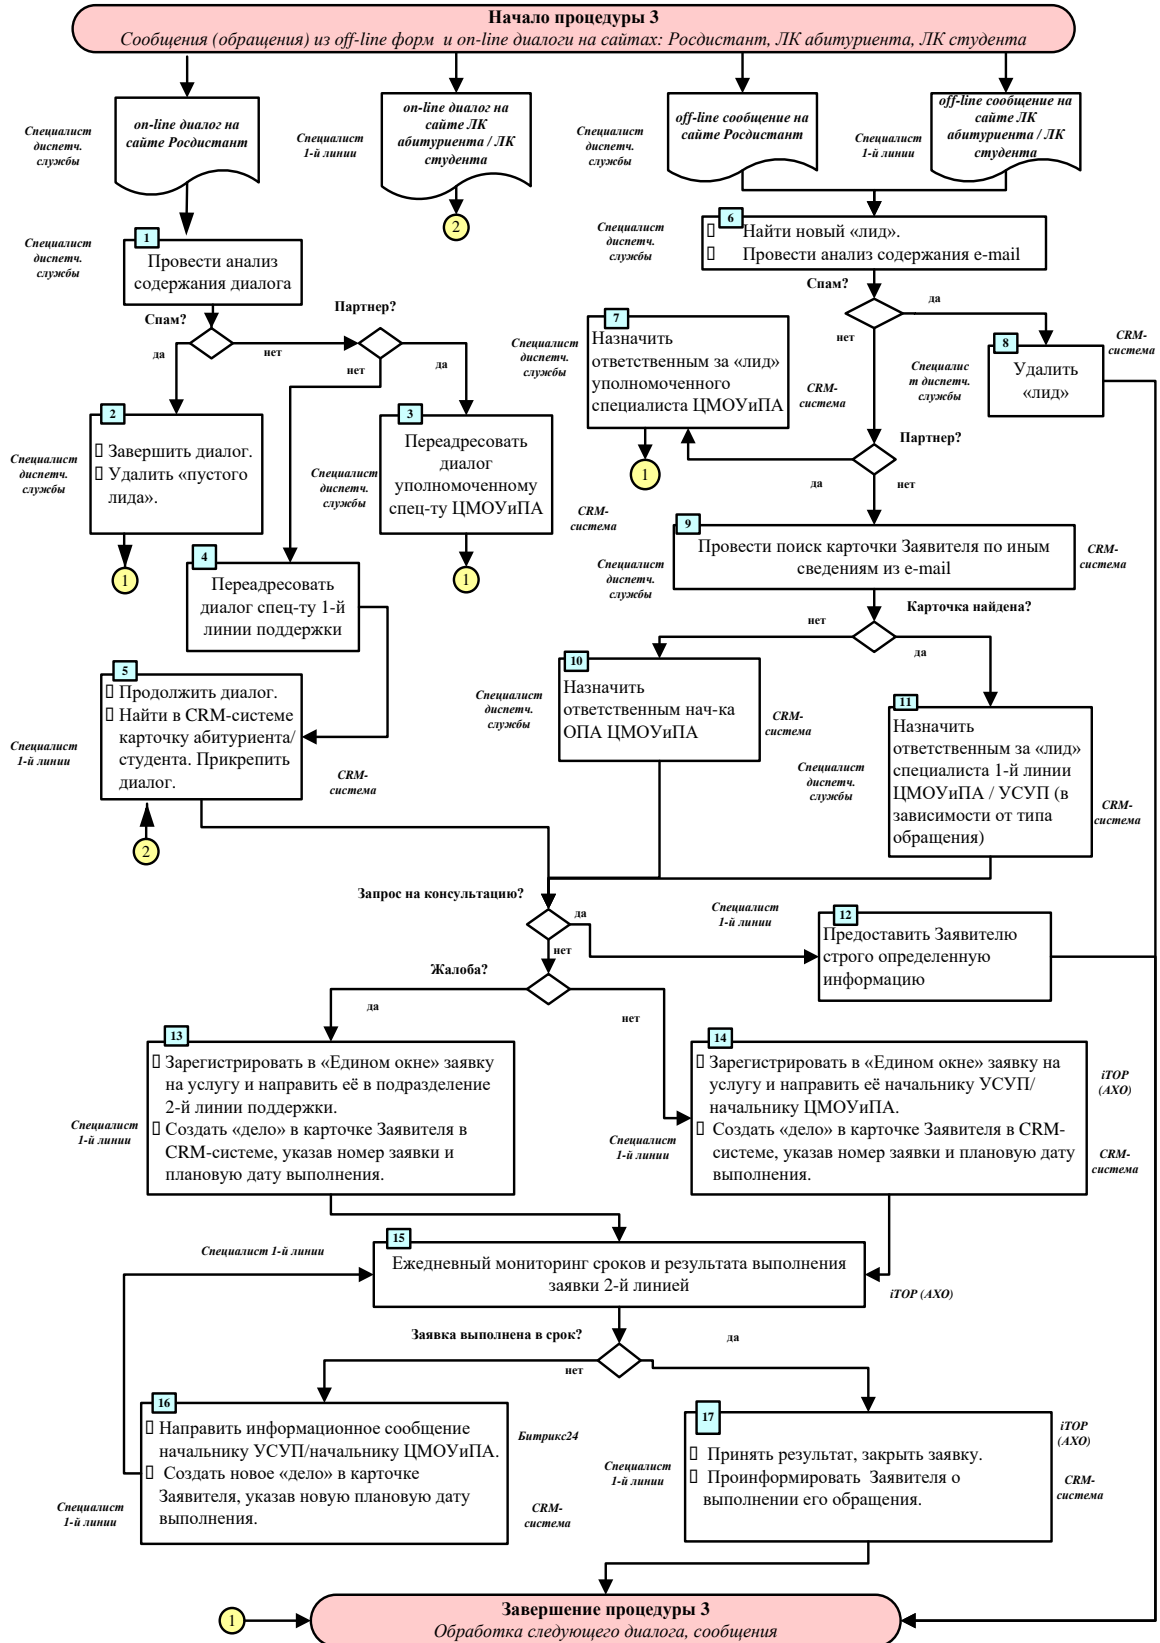 Начало процедуры 3
Сообщения (обращения) из off-line форм и on-line диалоги на сайтах: Росдистант, ЛК абитуриента, ЛК студента
Специалист
диспетч.
службы
on-line диалог на
сайте Росдистант
Специалист
1-й линии
on-line диалог на
сайте ЛК
абитуриента / ЛК
студента
Специалист
диспетч.
службы
off-line сообщение на
сайте Росдистант
Специалист
1-й линии
off-line сообщение на
сайте ЛК
абитуриента / ЛК
студента
2
Специалист
диспетч.
службы
1
Провести анализ
содержания диалога
Специалист
диспетч.
службы
6
Найти новый «лид».
Провести анализ содержания e-mail
Спам?
да
нет
Партнер?
нет
да
Спам?
да
нет
Специалист
диспетч.
службы
7
Назначить
ответственным за «лид»
уполномоченного
специалиста ЦМОУиПА
CRM-
система
1
Специалис
т диспетч.
службы
8
Удалить
«лид»
CRM-
система
Партнер?
да
нет
Специалист
диспетч.
службы
2
Завершить диалог.
Удалить «пустого
лида».
1
Специалист
диспетч.
службы
3
Переадресовать
диалог
уполномоченному
спец-ту ЦМОУиПА
CRM-
система
1
4
Переадресовать
диалог спец-ту 1-й
линии поддержки
Специалист
диспетч.
службы
9
Провести поиск карточки Заявителя по иным
сведениям из e-mail
CRM-
система
Карточка найдена?
нет
да
Специалист
1-й линии
5
Продолжить диалог.
Найти в CRM-системе
карточку абитуриента/
студента. Прикрепить
диалог.
CRM-
система
2
Специалист
диспетч.
службы
10
Назначить
ответственным нач-ка
ОПА ЦМОУиПА
CRM-
система
Специалист
диспетч.
службы
11
Назначить
ответственным за «лид»
специалиста 1-й линии
ЦМОУиПА / УСУП (в
зависимости от типа
обращения)
CRM-
система
Запрос на консультацию?
да
нет
Специалист
1-й линии
12
Предоставить Заявителю
строго определенную
информацию
Жалоба?
да
нет
Специалист
1-й линии
13
Зарегистрировать в «Едином окне» заявку
на услугу и направить её в подразделение
2-й линии поддержки.
Создать «дело» в карточке Заявителя в
CRM-системе, указав номер заявки и
плановую дату выполнения.
Специалист
1-й линии
14
Зарегистрировать в «Едином окне» заявку на
услугу и направить её начальнику УСУП/
начальнику ЦМОУиПА.
Создать «дело» в карточке Заявителя в CRM-
системе, указав номер заявки и плановую дату
выполнения.
iTOP
(АХО)
CRM-
система
Специалист 1-й линии
15
Ежедневный мониторинг сроков и результата выполнения
заявки 2-й линией
iTOP (АХО)
Заявка выполнена в срок?
нет
да
Специалист
1-й линии
16
Направить информационное сообщение
начальнику УСУП/начальнику ЦМОУиПА.
Создать новое «дело» в карточке
Заявителя, указав новую плановую дату
выполнения.
Битрикс24
CRM-
система
Специалист
1-й линии
17
Принять результат, закрыть заявку.
Проинформировать Заявителя о
выполнении его обращения.
iTOP
(АХО)
CRM-
система
1
Завершение процедуры 3
Обработка следующего диалога, сообщения